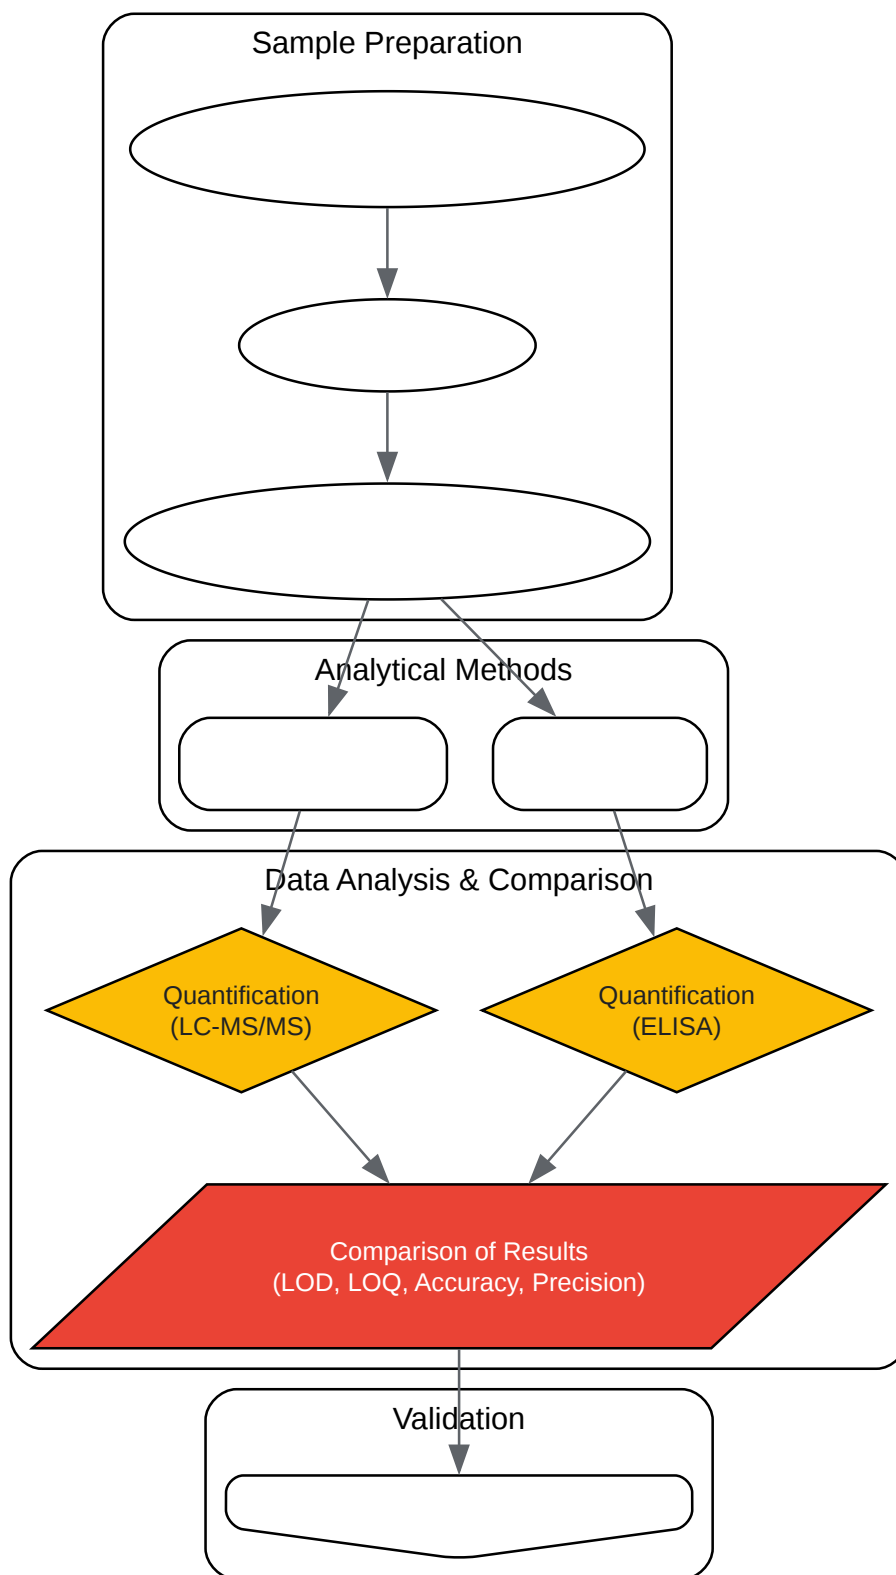 Sample Preparation
Analytical Methods
Data Analysis & Comparison
Quantification
(LC-MS/MS)
Quantification
(ELISA)
Comparison of Results
(LOD, LOQ, Accuracy, Precision)
Validation